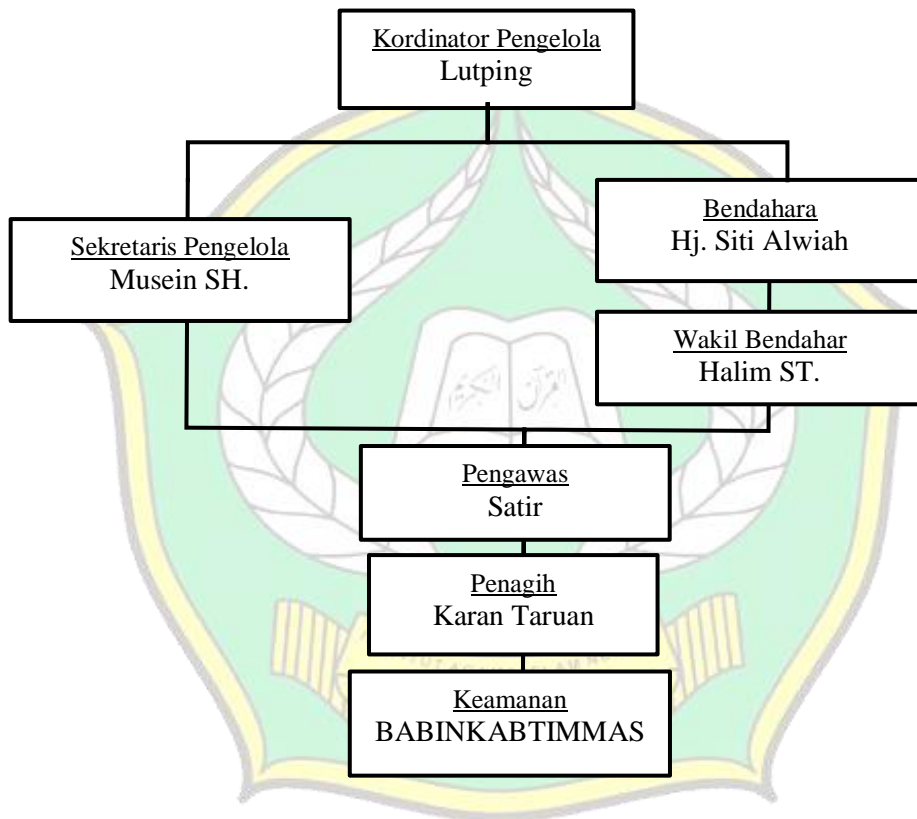 Kordinator Pengelola
Lutping
Sekretaris Pengelola
Musein SH.
Bendahara
Hj. Siti Alwiah
Wakil Bendahar
Halim ST.
Pengawas
Satir
Penagih
Karan Taruan
Keamanan
BABINKABTIMMAS